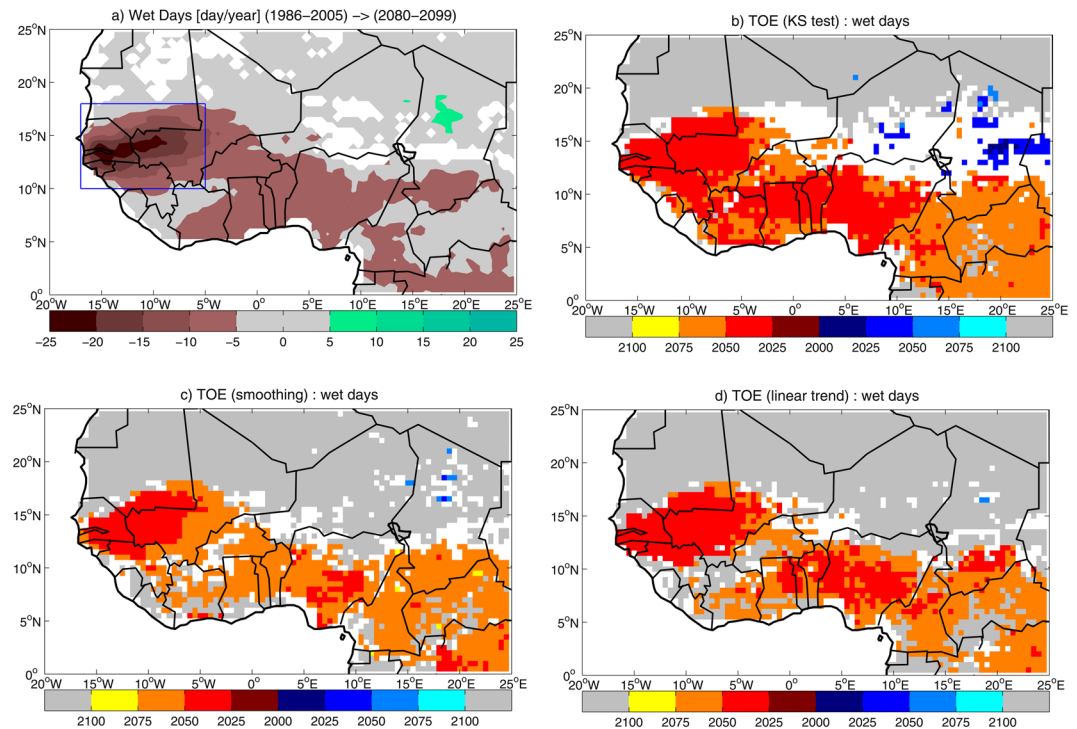 a) Wet Days [day/year] (1986−2005) −> (2080−2099)
25°N
20°N
15°N
10°N
5°N
0°
20°W 15°W 10°W 5°W 0° 5°E 10°E 15°E 20°E 25°E
−25 −20 −15 −10 −5 0 5 10 15 20 25
b) TOE (KS test) : wet days
25°N
20°N
15°N
10°N
5°N
0°
20°W 15°W 10°W 5°W 0° 5°E 10°E 15°E 20°E 25°E
2100 2075 2050 2025 2000 2025 2050 2075 2100
c) TOE (smoothing) : wet days
25°N
20°N
15°N
10°N
5°N
0°
20°W 15°W 10°W 5°W 0° 5°E 10°E 15°E 20°E 25°E
2100 2075 2050 2025 2000 2025 2050 2075 2100
d) TOE (linear trend) : wet days
25°N
20°N
15°N
10°N
5°N
0°
20°W 15°W 10°W 5°W 0° 5°E 10°E 15°E 20°E 25°E
2100 2075 2050 2025 2000 2025 2050 2075 2100